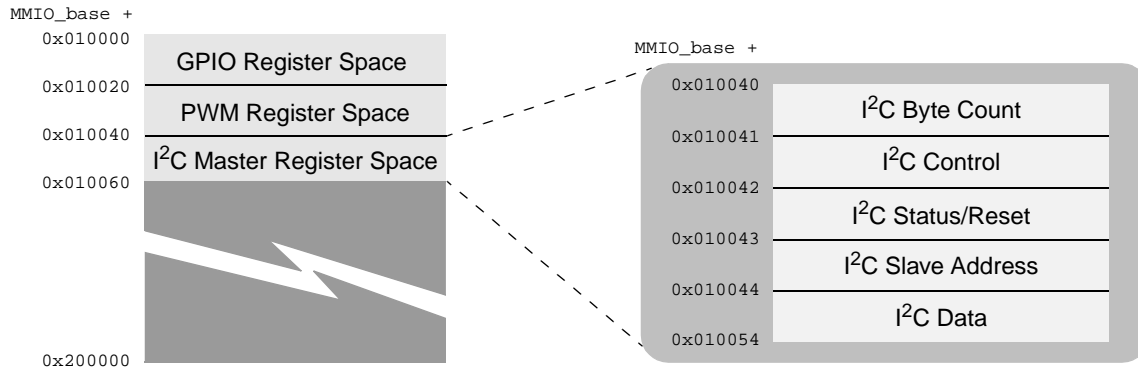 MMIO_base +
0x010000
GPIO Register Space
0x010020
PWM Register Space
0x010040
I²C Master Register Space
0x010060
0x200000
MMIO_base +
0x010040
I²C Byte Count
0x010041
I²C Control
0x010042
I²C Status/Reset
0x010043
I²C Slave Address
0x010044
I²C Data
0x010054